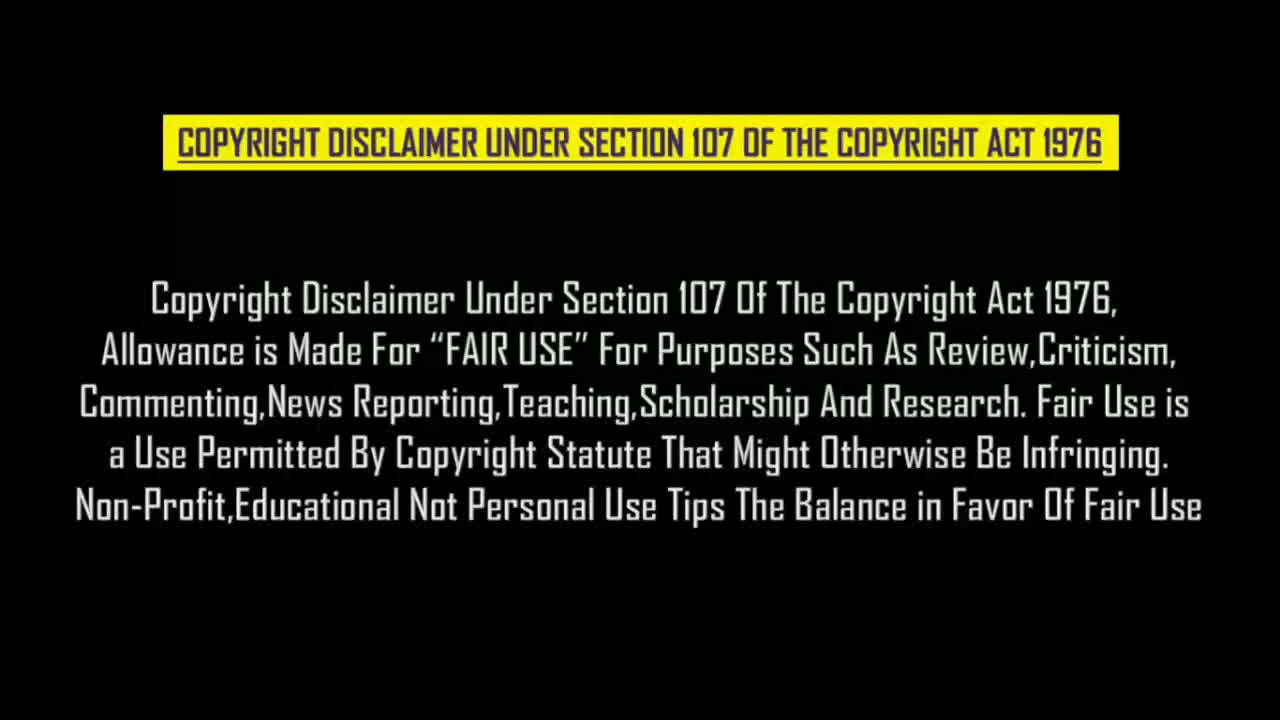 COPYRIGHT DISCLAIMER UNDER SECTION 107 OF THE COPYRIGHT ACT 1976
Copyright Disclaimer Under Section 107 Of The Copyright Act 1976,
Allowance is Made For “FAIR USE” For Purposes Such As Review,Criticism,
Commenting,News Reporting,Teaching,Scholarship And Research. Fair Use is
a Use Permitted By Copyright Statute That Might Otherwise Be Infringing.
Non-Profit,Educational Not Personal Use Tips The Balance in Favor Of Fair Use